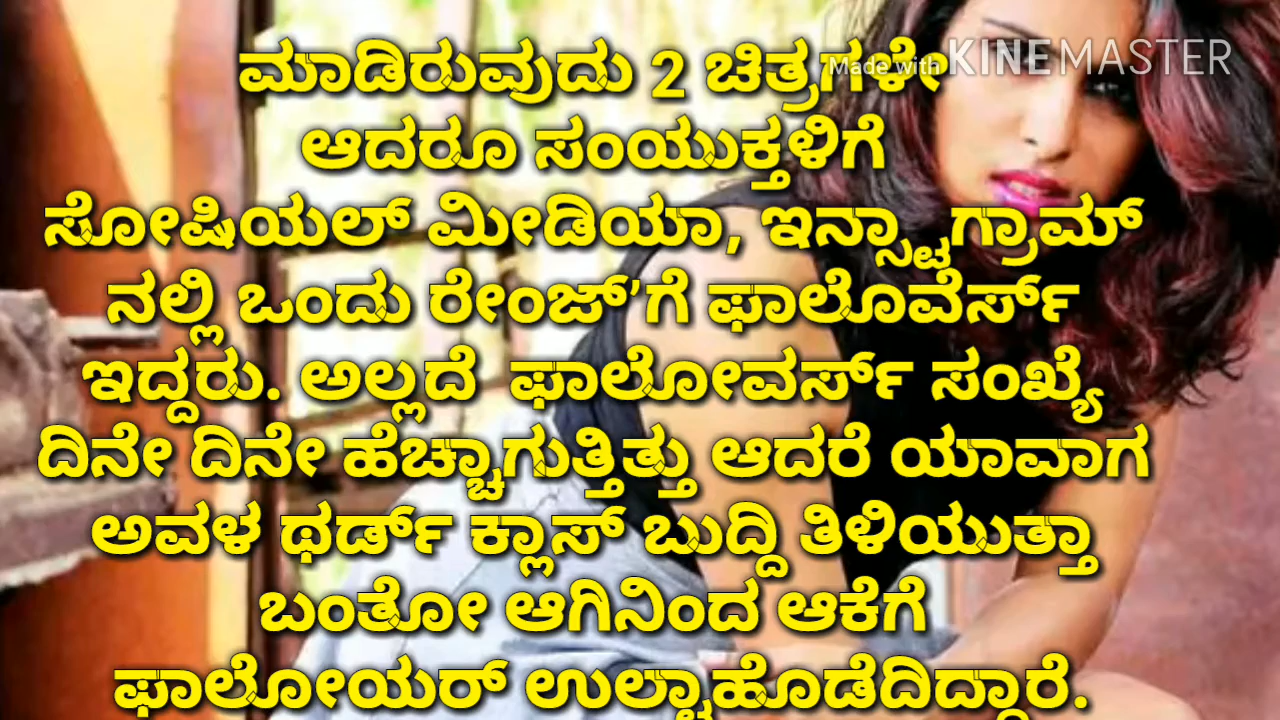 ಮಾಡಿರುವುದು 2 ಚಿತ್ರಗಳೇ
Made with KINEMASTER
ಆದರೂ ಸಂಯುಕ್ತಳಿಗೆ
ಸೋಷಿಯಲ್ ಮೀಡಿಯಾ, ಇನ್ಸ್ಟಾಗ್ರಾಮ್
ನಲ್ಲಿ ಒಂದು ರೇಂಜ್’ಗೆ ಫಾಲೊವೆರ್ಸ್
ಇದ್ದರು. ಅಲ್ಲದೆ ಫಾಲೋವರ್ಸ್ ಸಂಖ್ಯೆ
ದಿನೇ ದಿನೇ ಹೆಚ್ಚಾಗುತ್ತಿತ್ತು ಆದರೆ ಯಾವಾಗ
ಅವಳ ಥರ್ಡ್ ಕ್ಲಾಸ್ ಬುದ್ದಿ ತಿಳಿಯುತ್ತಾ
ಬಂತೋ ಆಗಿನಿಂದ ಆಕೆಗೆ
ಫಾಲೋಯರ್ ಉಲ್ಟಾಹೊಡೆದಿದ್ದಾರೆ.